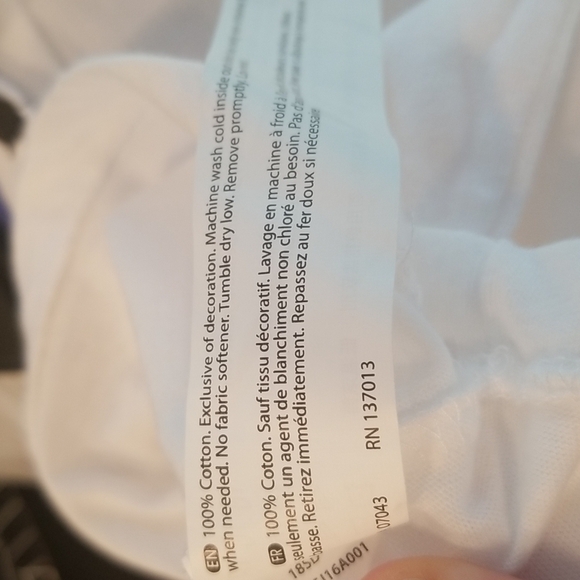 EN 100% Cotton. Exclusive of decoration. Machine wash cold inside
when needed. No fabric softener. Tumble dry low. Remove promptly
FR 100% Coton. Sauf tissu décoratif. Lavage en machine à froid à
seulement un agent de blanchiment non chloré au besoin. Pas
basse. Retirez immédiatement. Repassez au fer doux si nécessaire
RN 137013
07043
16A001